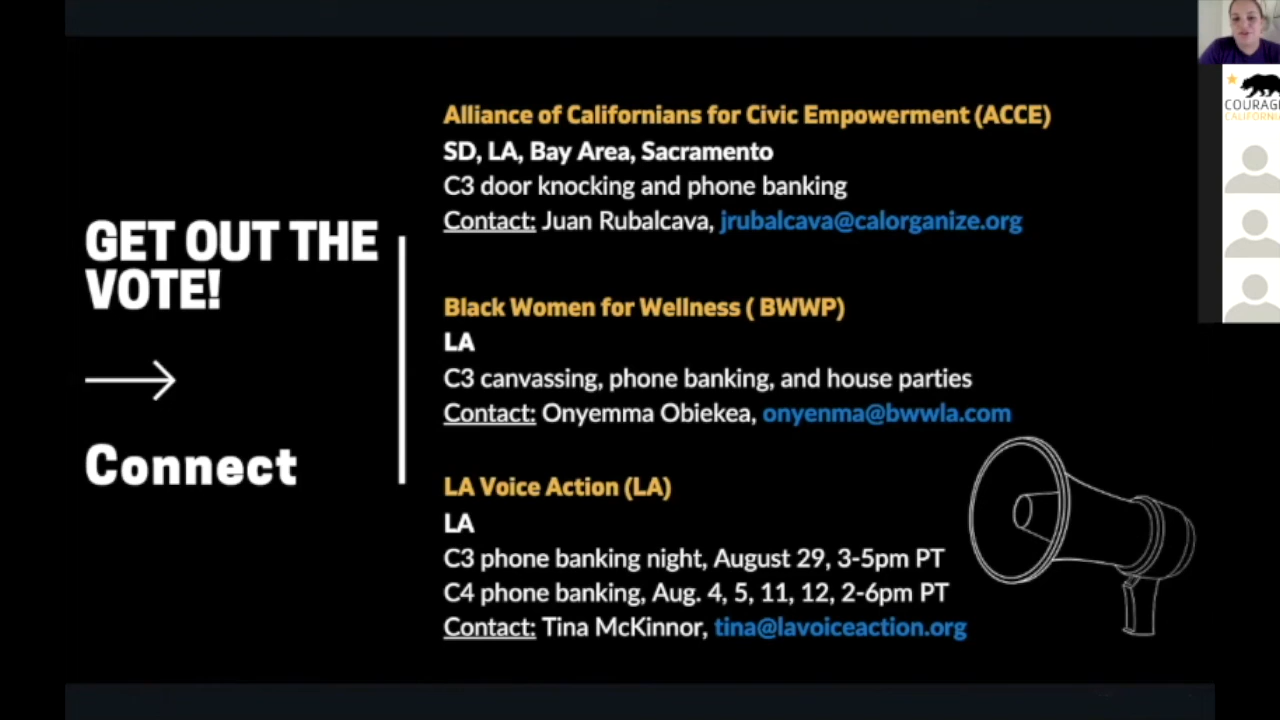 GET OUT THE
VOTE!
Connect
Alliance of Californians for Civic Empowerment (ACCE)
SD, LA, Bay Area, Sacramento
C3 door knocking and phone banking
Contact: Juan Rubalcava, jrubalcava@calorganize.org
Black Women for Wellness ( BWWP)
LA
C3 canvassing, phone banking, and house parties
Contact: Onyemma Obiekea, onyenma@bwwla.com
LA Voice Action (LA)
LA
C3 phone banking night, August 29, 3-5pm PT
C4 phone banking, Aug. 4, 5, 11, 12, 2-6pm PT
Contact: Tina McKinnor, tina@lavoiceaction.org
COURAG
CALIFORNI